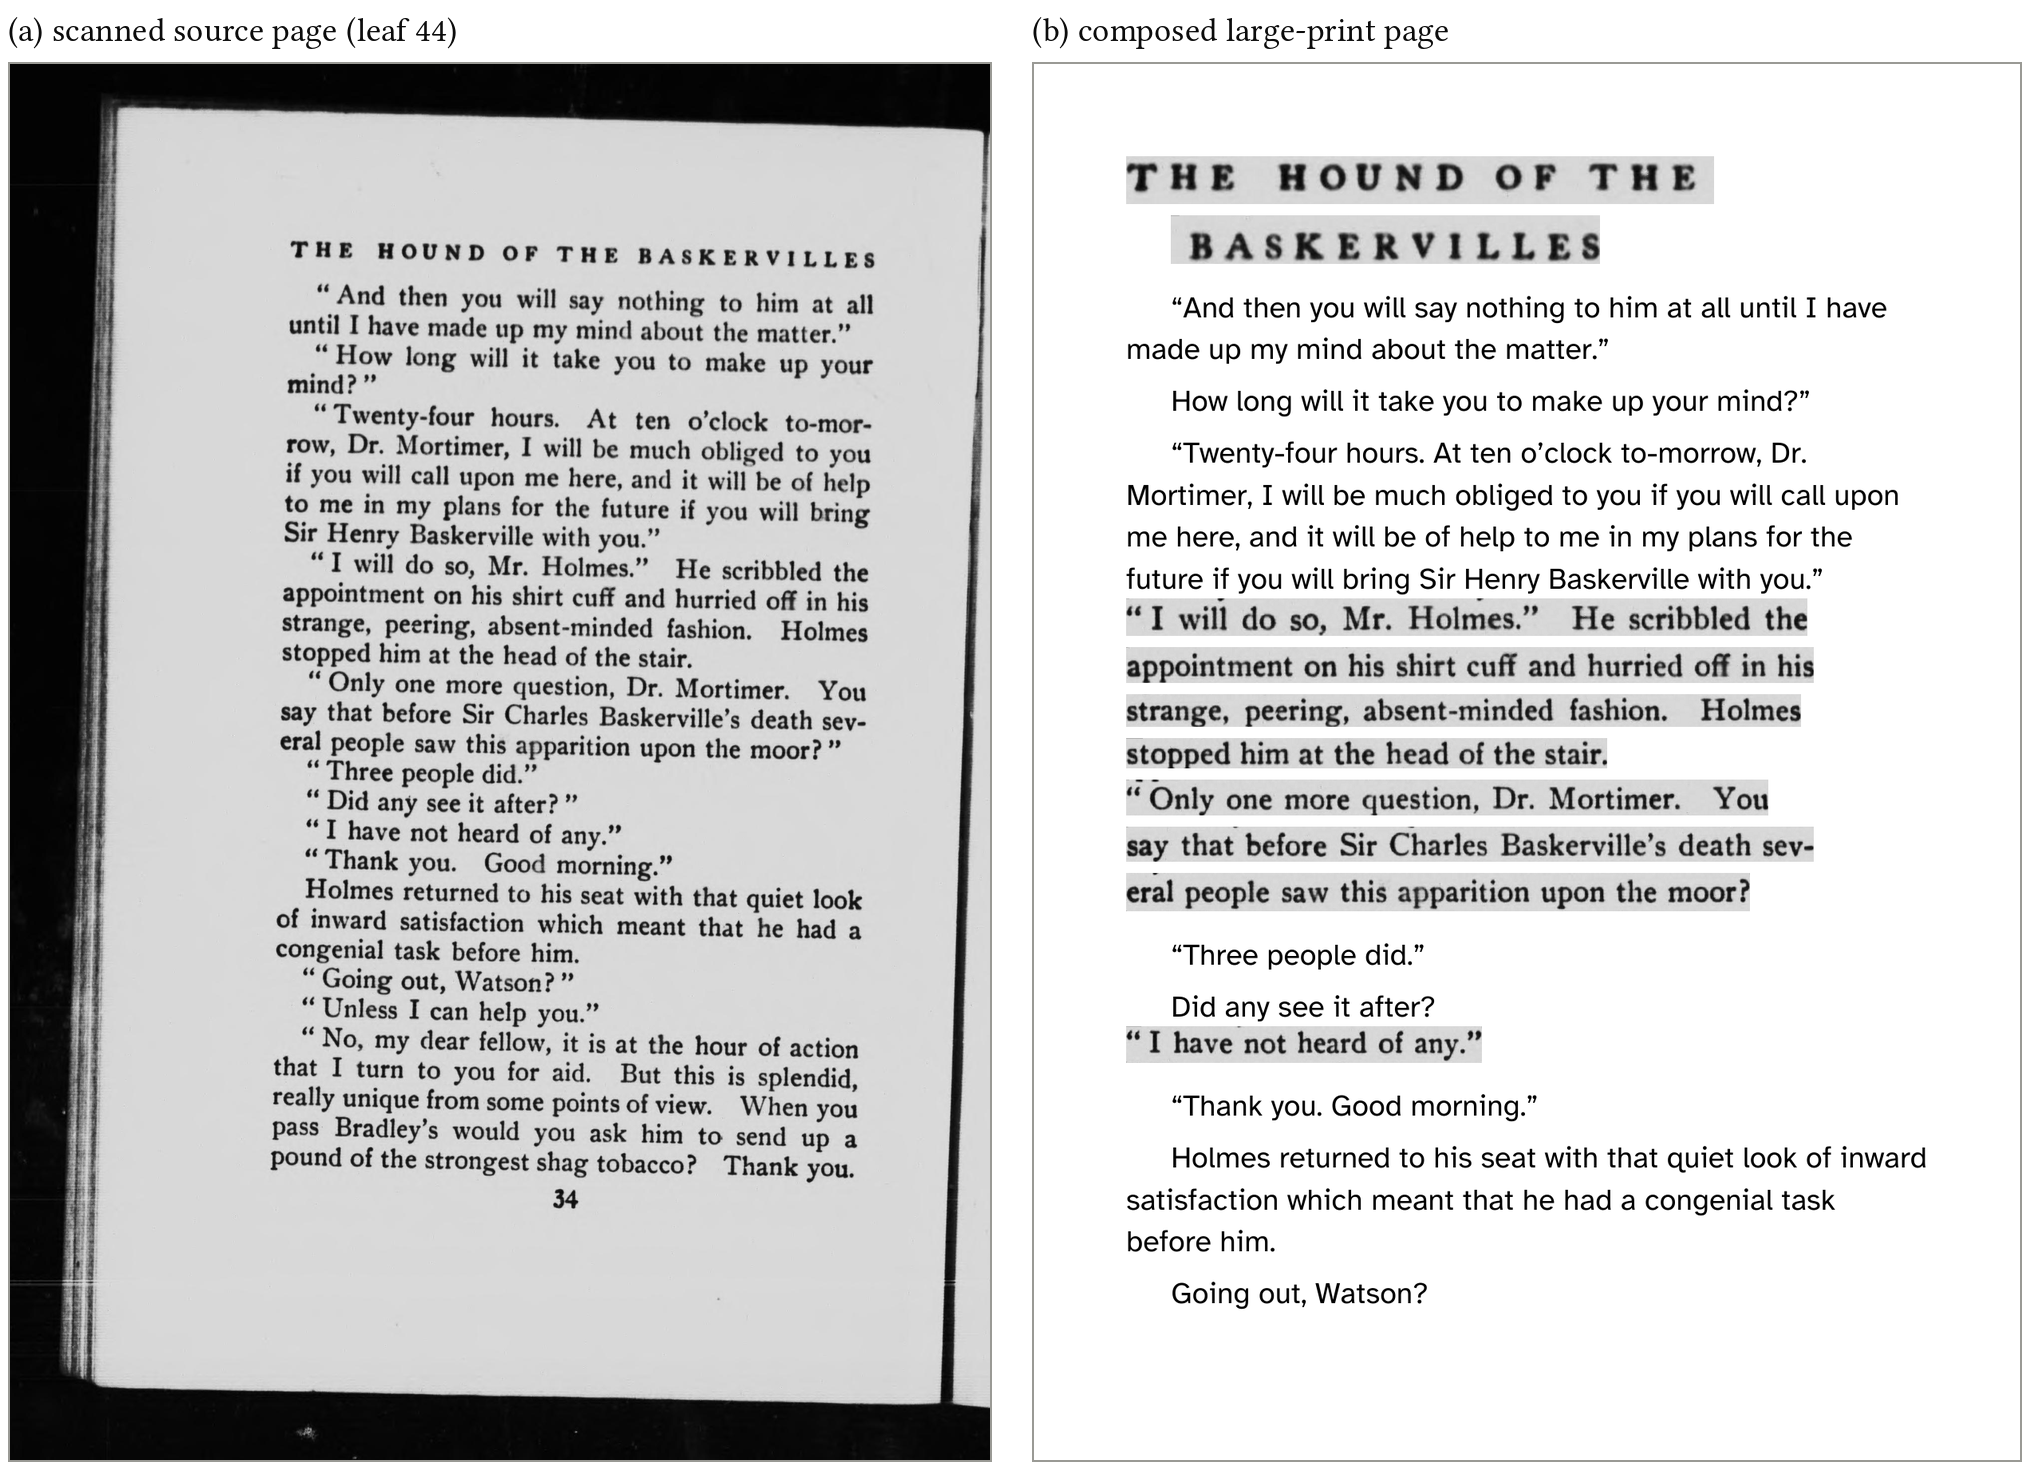 (a) scanned source page (leaf 44)
THE HOUND OF THE BASKERVILLES
“ And then you will say nothing to him at all
until I have made up my mind about the matter.”
“ How long will it take you to make up your
mind? ”
“ Twenty-four hours. At ten o’clock to-mor-
row, Dr. Mortimer, I will be much obliged to you
if you will call upon me here, and it will be of help
to me in my plans for the future if you will bring
Sir Henry Baskerville with you.”
“ I will do so, Mr. Holmes.” He scribbled the
appointment on his shirt cuff and hurried off in his
strange, peering, absent-minded fashion. Holmes
stopped him at the head of the stair.
“ Only one more question, Dr. Mortimer. You
say that before Sir Charles Baskerville’s death sev-
eral people saw this apparition upon the moor? ”
“ Three people did.”
“ Did any see it after? ”
“ I have not heard of any.”
“ Thank you. Good morning.”
Holmes returned to his seat with that quiet look
of inward satisfaction which meant that he had a
congenial task before him.
“ Going out, Watson? ”
“ Unless I can help you.”
“ No, my dear fellow, it is at the hour of action
that I turn to you for aid. But this is splendid,
really unique from some points of view. When you
pass Bradley’s would you ask him to send up a
pound of the strongest shag tobacco? Thank you.
34
(b) composed large-print page
THE HOUND OF THE
BASKERVILLES
“And then you will say nothing to him at all until I have
made up my mind about the matter.”
How long will it take you to make up your mind?”
“Twenty-four hours. At ten o’clock to-morrow, Dr.
Mortimer, I will be much obliged to you if you will call upon
me here, and it will be of help to me in my plans for the
future if you will bring Sir Henry Baskerville with you.”
“ I will do so, Mr. Holmes.” He scribbled the
appointment on his shirt cuff and hurried off in his
strange, peering, absent-minded fashion. Holmes
stopped him at the head of the stair.
“ Only one more question, Dr. Mortimer. You
say that before Sir Charles Baskerville’s death sev-
eral people saw this apparition upon the moor?
“Three people did.”
Did any see it after?
“ I have not heard of any.”
“Thank you. Good morning.”
Holmes returned to his seat with that quiet look of inward
satisfaction which meant that he had a congenial task
before him.
Going out, Watson?